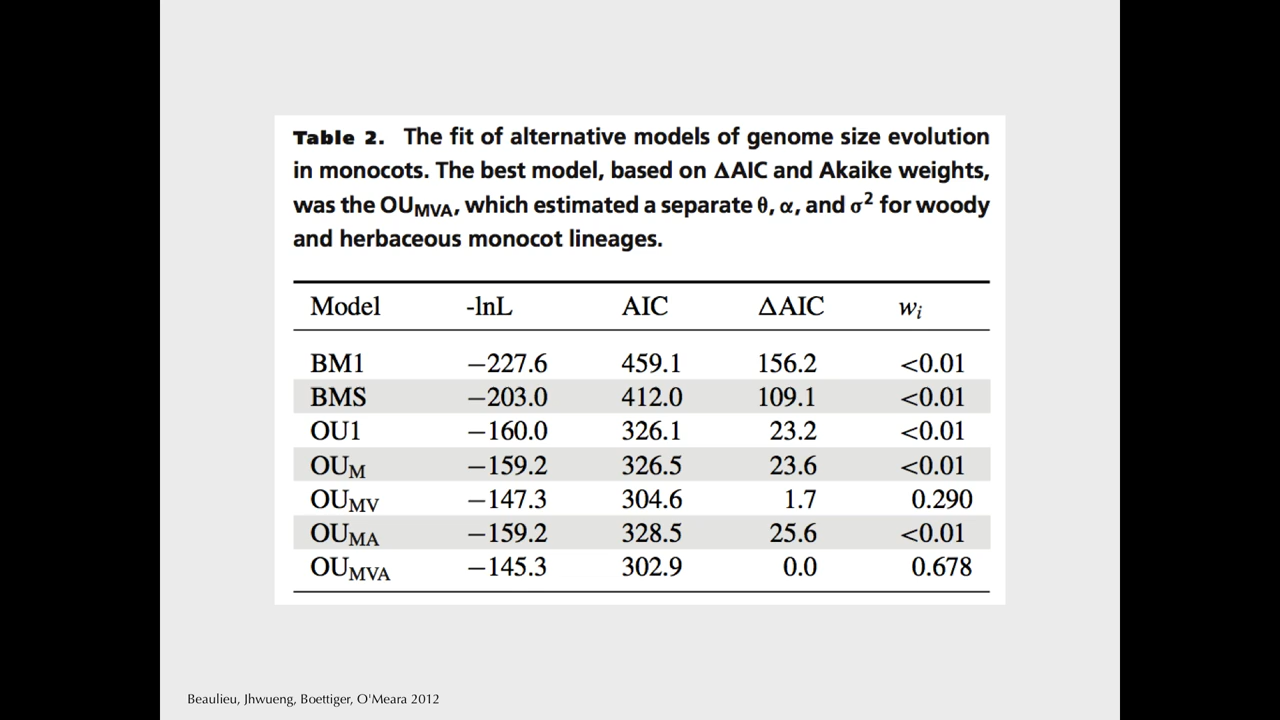 Table 2. The fit of alternative models of genome size evolution
in monocots. The best model, based on ΔAIC and Akaike weights,
was the OUMVA, which estimated a separate θ, α, and σ² for woody
and herbaceous monocot lineages.
Model -lnL AIC ΔAIC wi
BM1 −227.6 459.1 156.2 <0.01
BMS −203.0 412.0 109.1 <0.01
OU1 −160.0 326.1 23.2 <0.01
OUM −159.2 326.5 23.6 <0.01
OUMV −147.3 304.6 1.7 0.290
OUMA −159.2 328.5 25.6 <0.01
OUMVA −145.3 302.9 0.0 0.678
Beaulieu, Jhwueng, Boettiger, O'Meara 2012